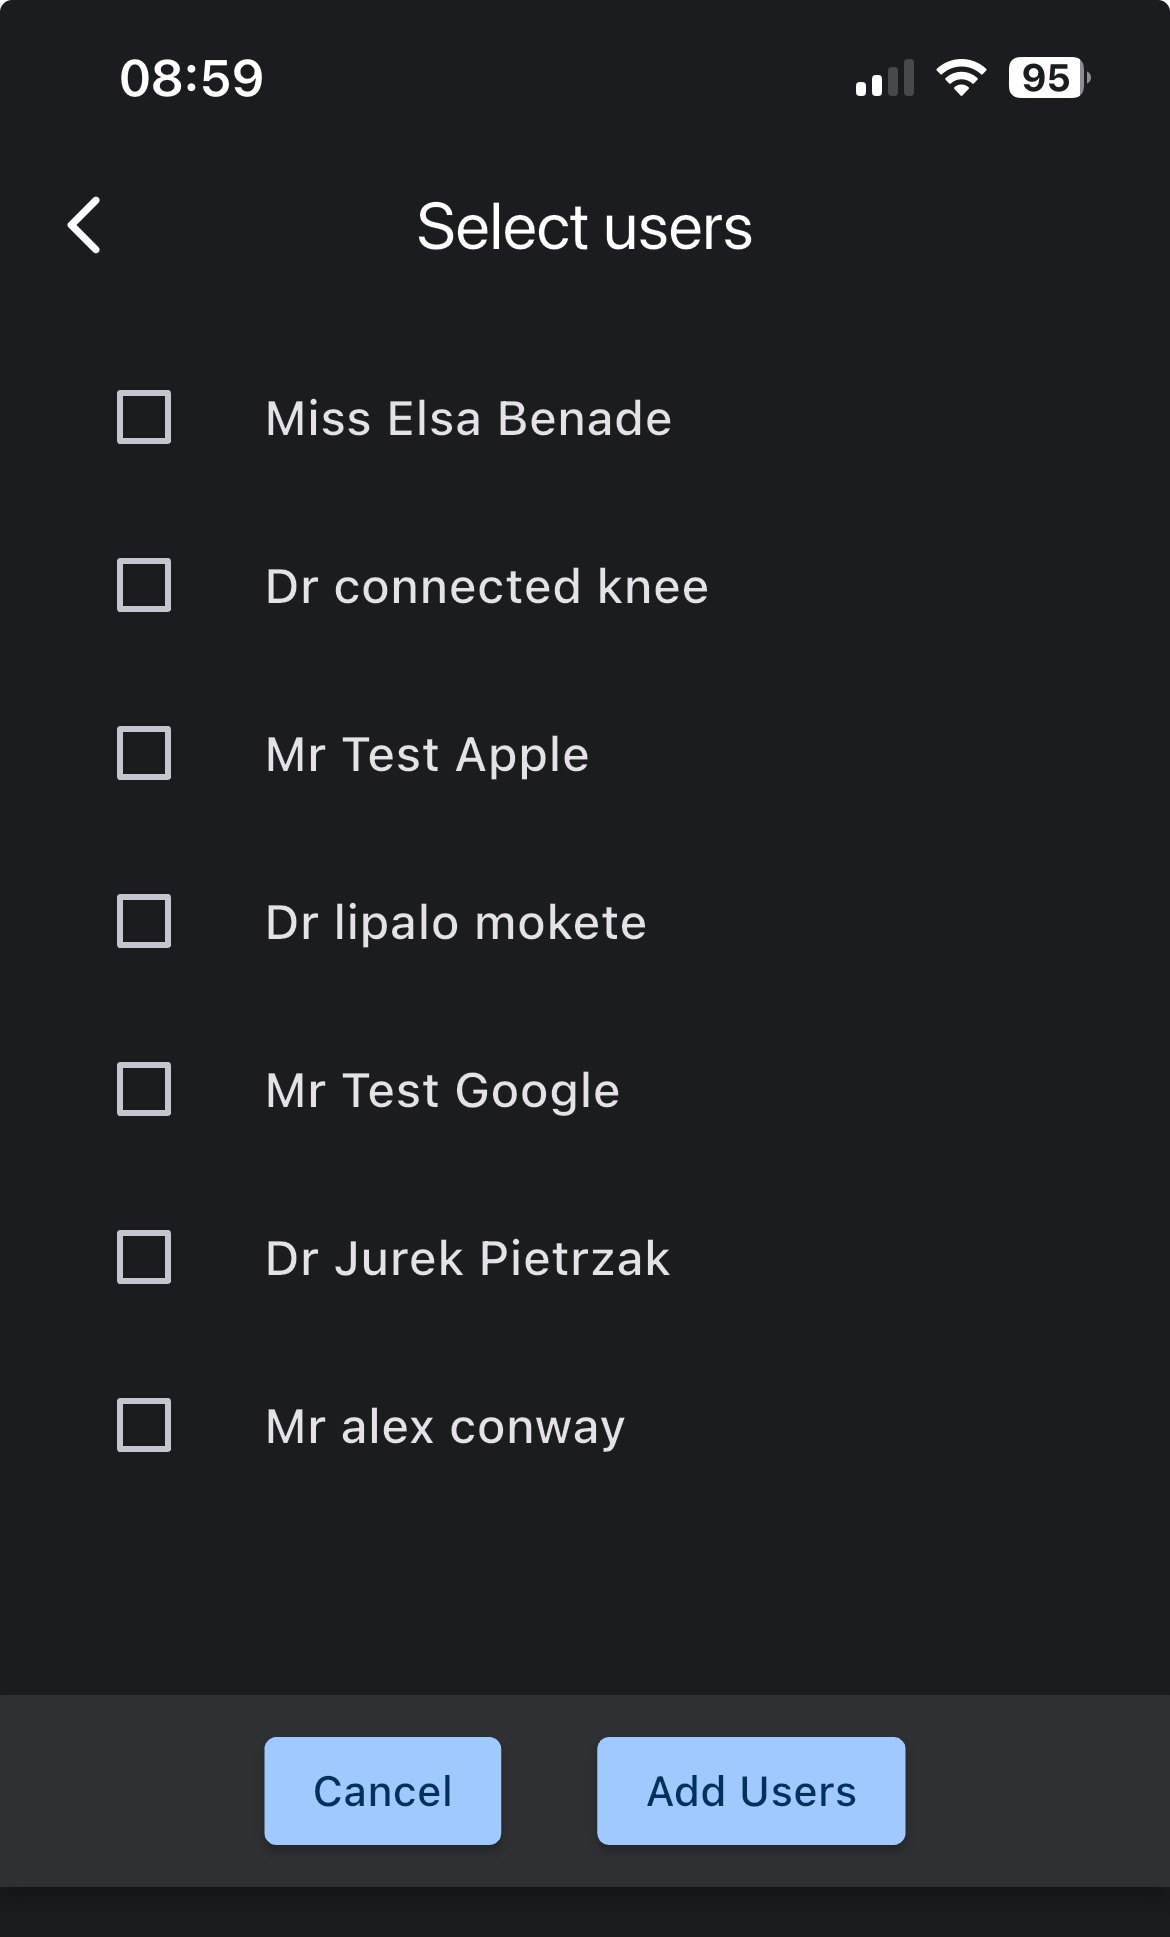 08:59
95
Select users
Miss Elsa Benade
Dr connected knee
Mr Test Apple
Dr lipalo mokete
Mr Test Google
Dr Jurek Pietrzak
Mr alex conway
Cancel
Add Users